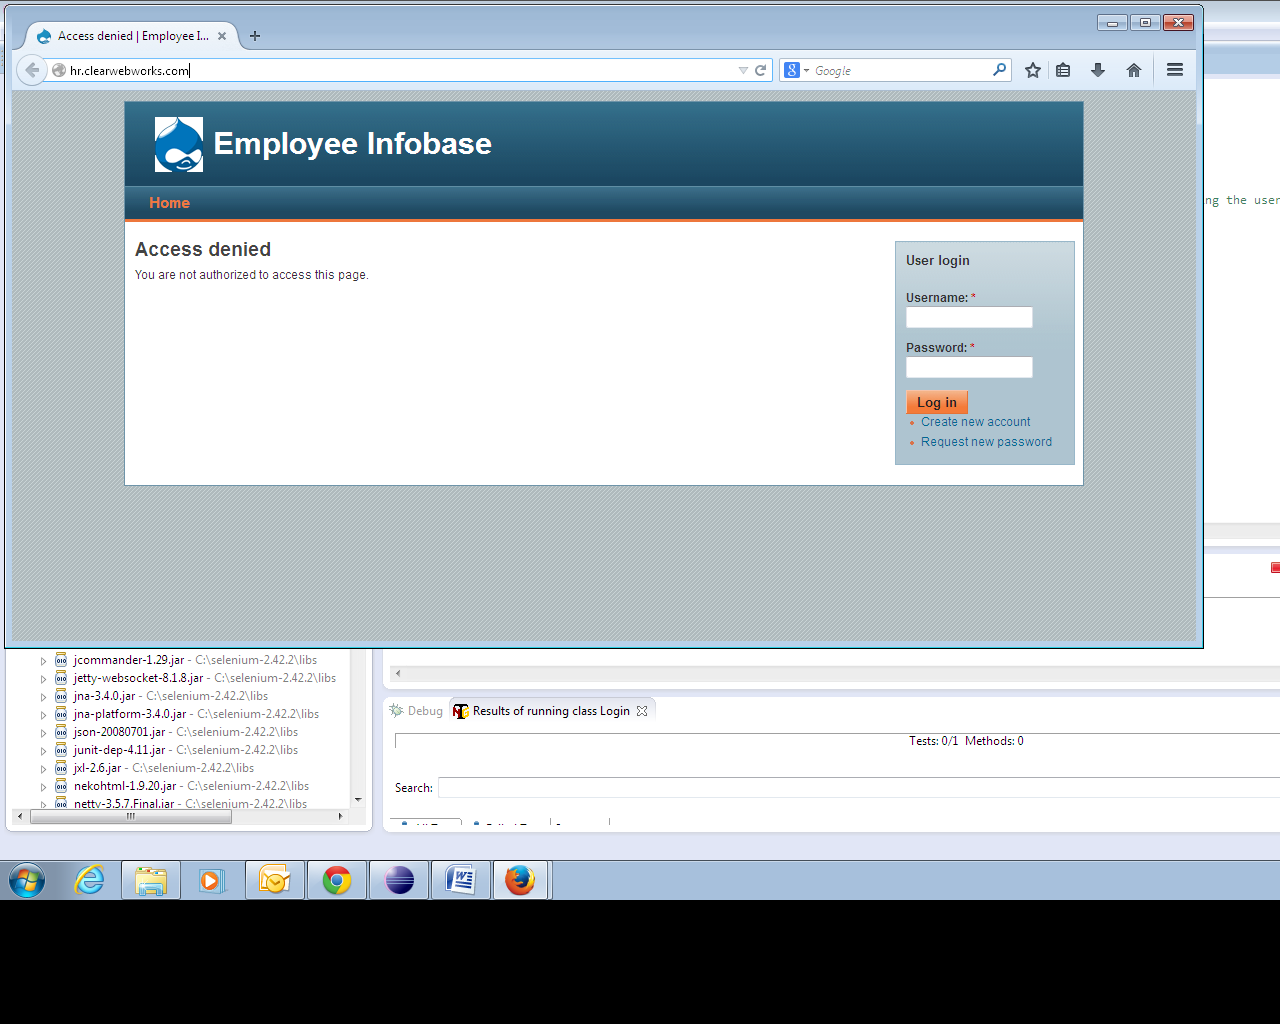 Access denied | Employee I...
hr.clearwebworks.com
Google
Employee Infobase
Home
Access denied
You are not authorized to access this page.
User login
Username: *
Password: *
Log in
Create new account
Request new password
ng the user
jcommander-1.29.jar - C:\selenium-2.42.2\libs
jetty-websocket-8.1.8.jar - C:\selenium-2.42.2\libs
jna-3.4.0.jar - C:\selenium-2.42.2\libs
jna-platform-3.4.0.jar - C:\selenium-2.42.2\libs
json-20080701.jar - C:\selenium-2.42.2\libs
junit-dep-4.11.jar - C:\selenium-2.42.2\libs
jxl-2.6.jar - C:\selenium-2.42.2\libs
nekohtml-1.9.20.jar - C:\selenium-2.42.2\libs
netty-3.5.7.Final.jar - C:\selenium-2.42.2\libs
Debug
Results of running class Login
Tests: 0/1 Methods: 0
Search: